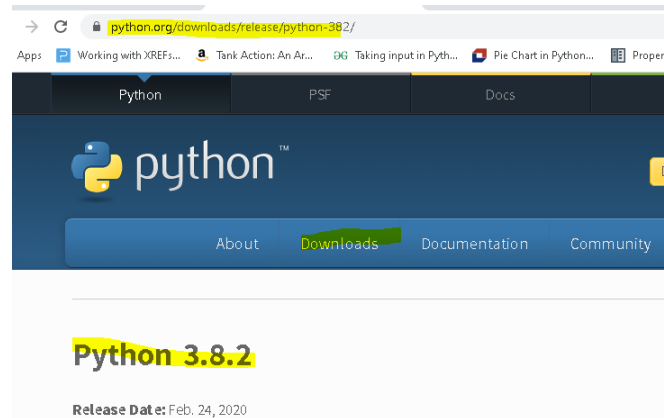 python.org/downloads/release/python-382/
Apps Working with XREFs... Tank Action: An Ar... Taking input in Pyth... Pie Chart in Python...
Python PSF Docs
python™
About Downloads Documentation Community
Python 3.8.2
Release Date: Feb. 24, 2020